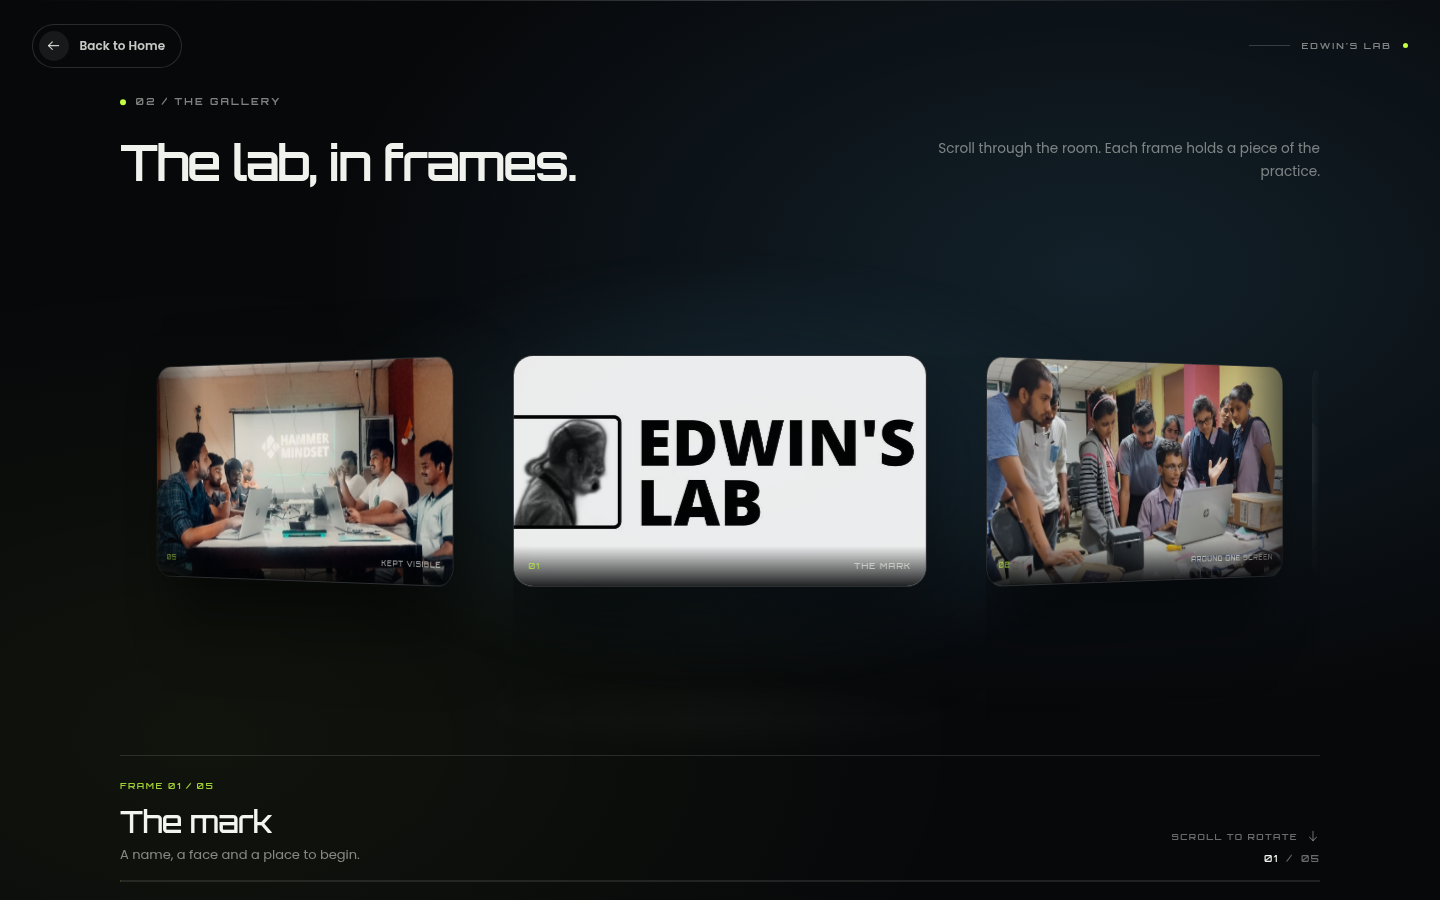 Back to Home
EDWIN'S LAB
02 / THE GALLERY
The lab, in frames.
Scroll through the room. Each frame holds a piece of the
practice.
HAMMER
MINDSET
05
KEPT VISIBLE
EDWIN'S
LAB
01
THE MARK
02
AROUND ONE SCREEN
FRAME 01 / 05
The mark
A name, a face and a place to begin.
SCROLL TO ROTATE
01 / 05